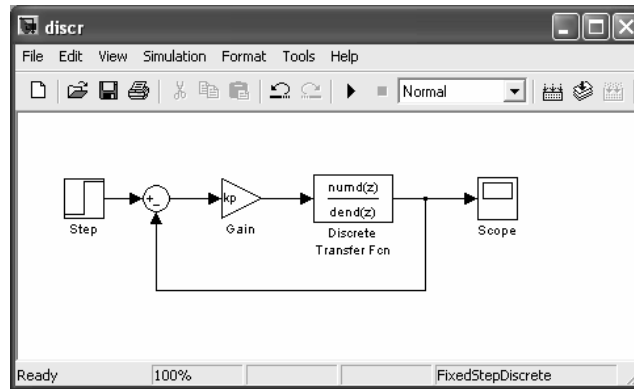 discr
File Edit View Simulation Format Tools Help
Normal
+
-
kp
numd(z)
dend(z)
Step
Gain
Discrete
Transfer Fcn
Scope
Ready 100% FixedStepDiscrete